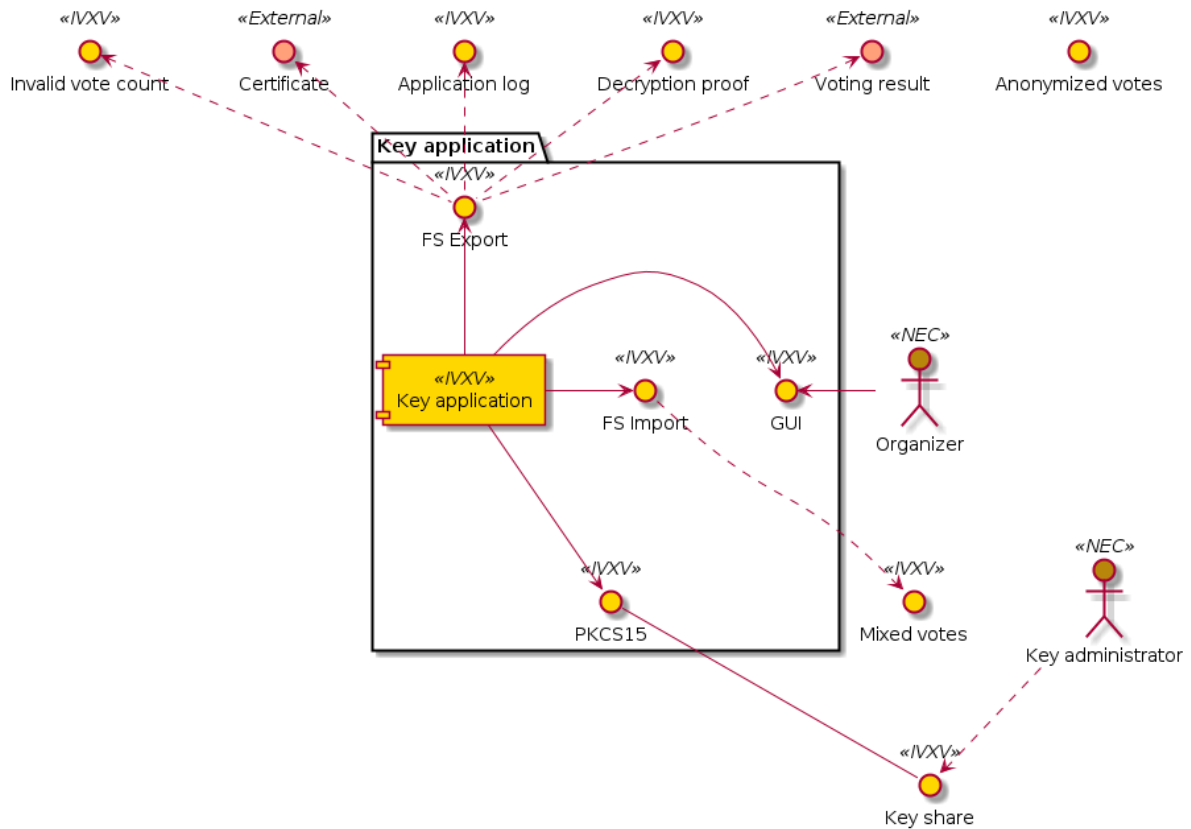 «IVXV» «External» «IVXV» «IVXV» «External» «IVXV»
Invalid vote count Certificate Application log Decryption proof Voting result Anonymized votes
Key application
«IVXV»
FS Export
«NEC»
«IVXV» «IVXV»
«IVXV»
Key application
FS Import GUI
Organizer
«NEC»
«IVXV» «IVXV»
PKCS15 Mixed votes
Key administrator
«IVXV»
Key share